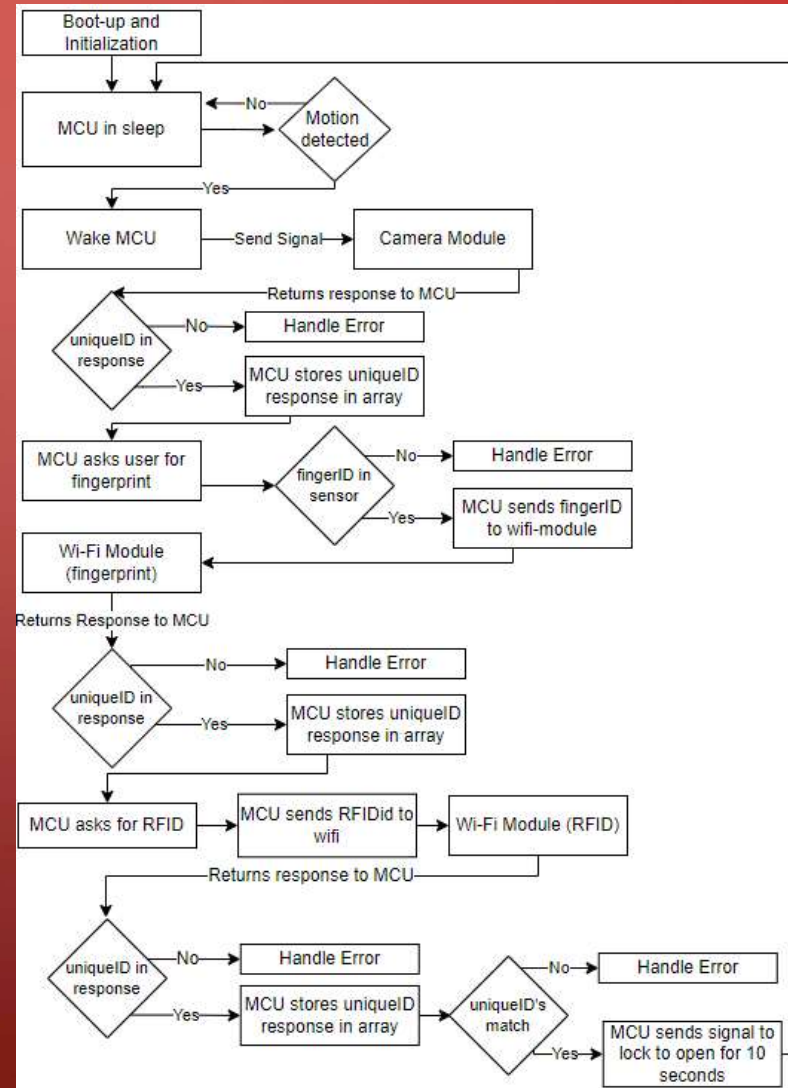 Boot-up and
Initialization
MCU in sleep
No
Motion
detected
Yes
Wake MCU
Send Signal
Camera Module
Returns response to MCU
uniqueID in
response
No
Handle Error
Yes
MCU stores uniqueID
response in array
MCU asks user for
fingerprint
fingerID in
sensor
No
Handle Error
Yes
MCU sends fingerID
to wifi-module
Wi-Fi Module
(fingerprint)
Returns Response to MCU
uniqueID in
response
No
Handle Error
Yes
MCU stores uniqueID
response in array
MCU asks for RFID
MCU sends RFIDid to
wifi
Wi-Fi Module (RFID)
Returns response to MCU
uniqueID in
response
No
Handle Error
Yes
MCU stores uniqueID
response in array
uniqueID's
match
No
Handle Error
Yes
MCU sends signal to
lock to open for 10
seconds